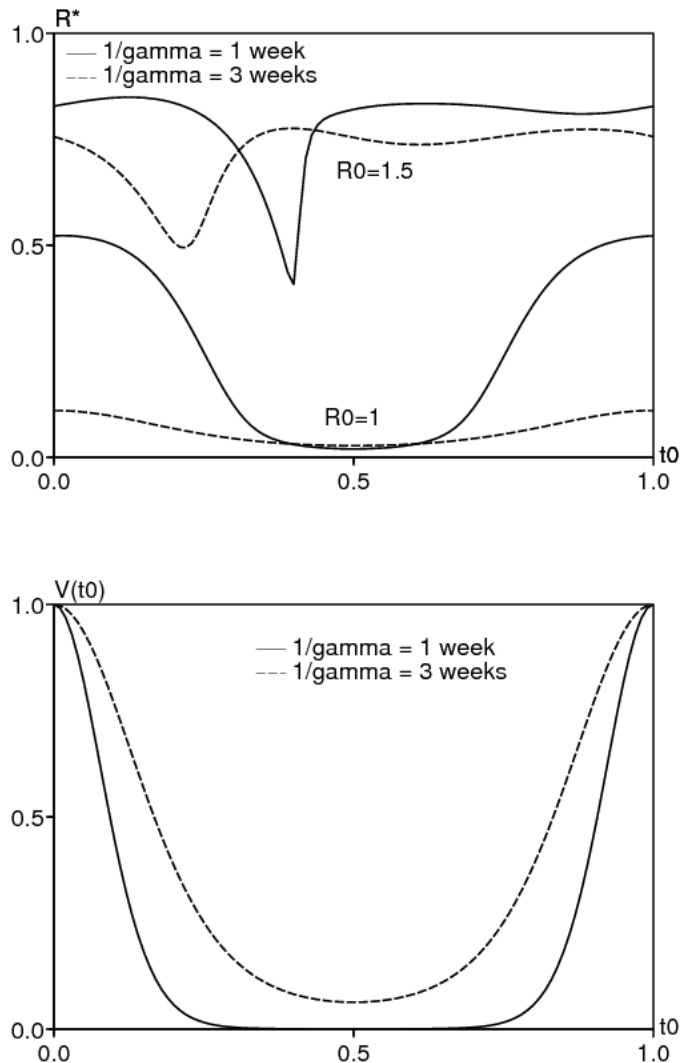 R*
1.0
1/gamma = 1 week
1/gamma = 3 weeks
R0=1.5
0.5
R0=1
0.0
t0
0.0
0.5
1.0
V(t0)
1.0
1/gamma = 1 week
1/gamma = 3 weeks
0.5
0.0
t0
0.0
0.5
1.0